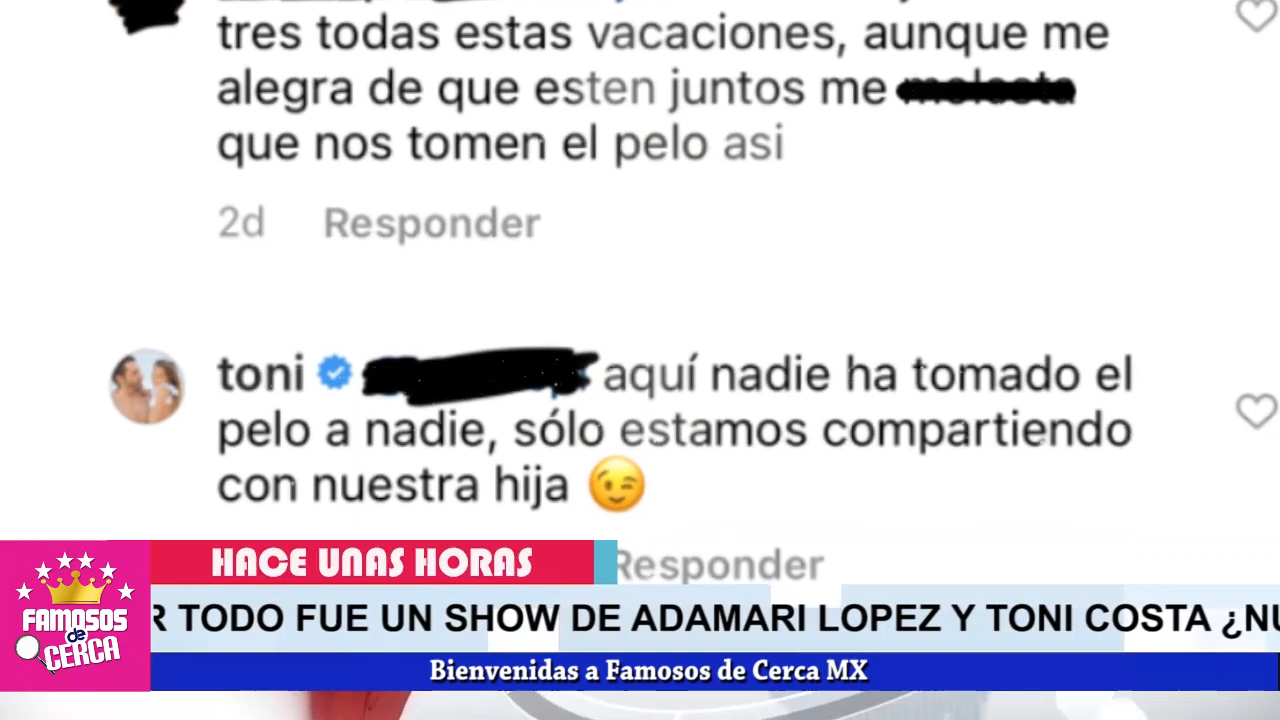 tres todas estas vacaciones, aunque me
alegra de que esten juntos me molesta
que nos tomen el pelo asi
2d Responder
toni aquí nadie ha tomado el
pelo a nadie, sólo estamos compartiendo
con nuestra hija
Responder
HACE UNAS HORAS
R TODO FUE UN SHOW DE ADAMARI LOPEZ Y TONI COSTA ¿NU
FAMOSOS
de
CERCA
Bienvenidas a Famosos de Cerca MX